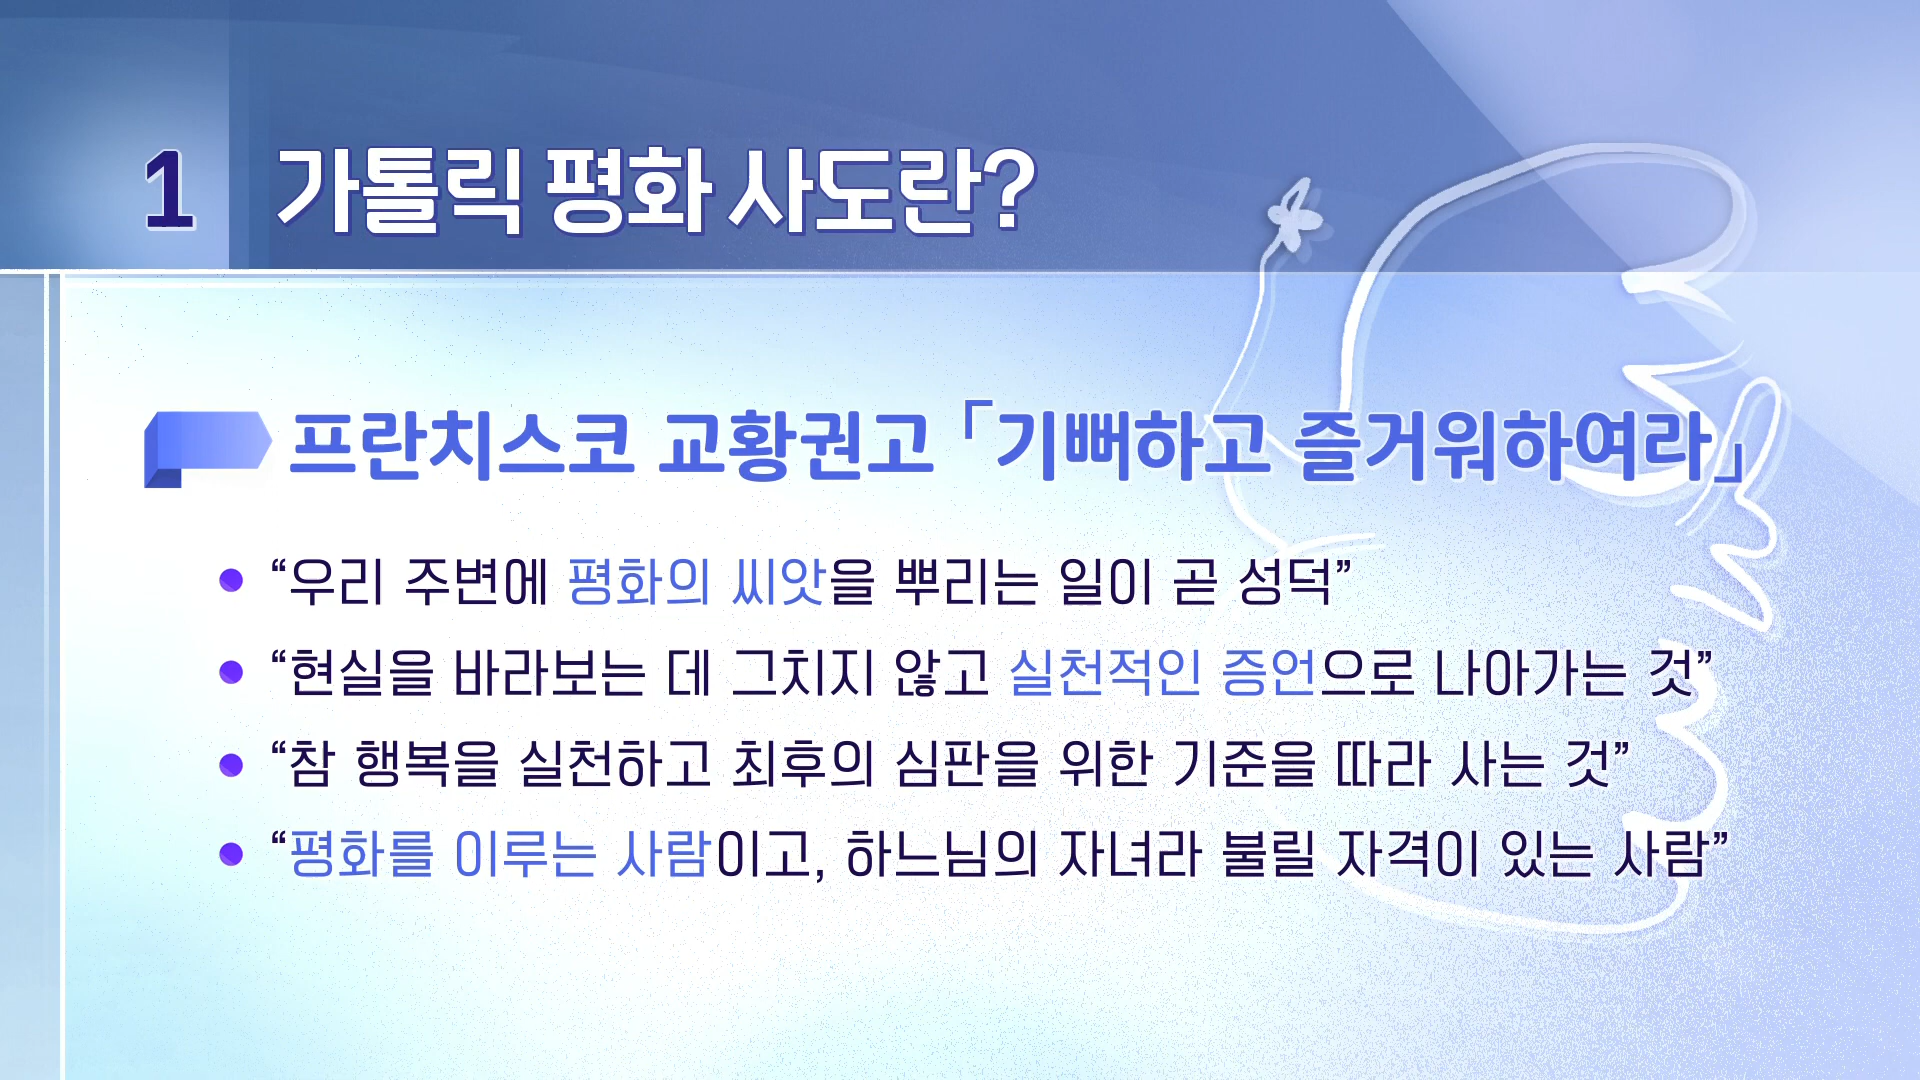 1 가톨릭 평화 사도란?
프란치스코 교황권고 「기뻐하고 즐거워하여라」
“우리 주변에 평화의 씨앗을 뿌리는 일이 곧 성덕”
“현실을 바라보는 데 그치지 않고 실천적인 증언으로 나아가는 것”
“참 행복을 실천하고 최후의 심판을 위한 기준을 따라 사는 것”
“평화를 이루는 사람이고, 하느님의 자녀라 불릴 자격이 있는 사람”